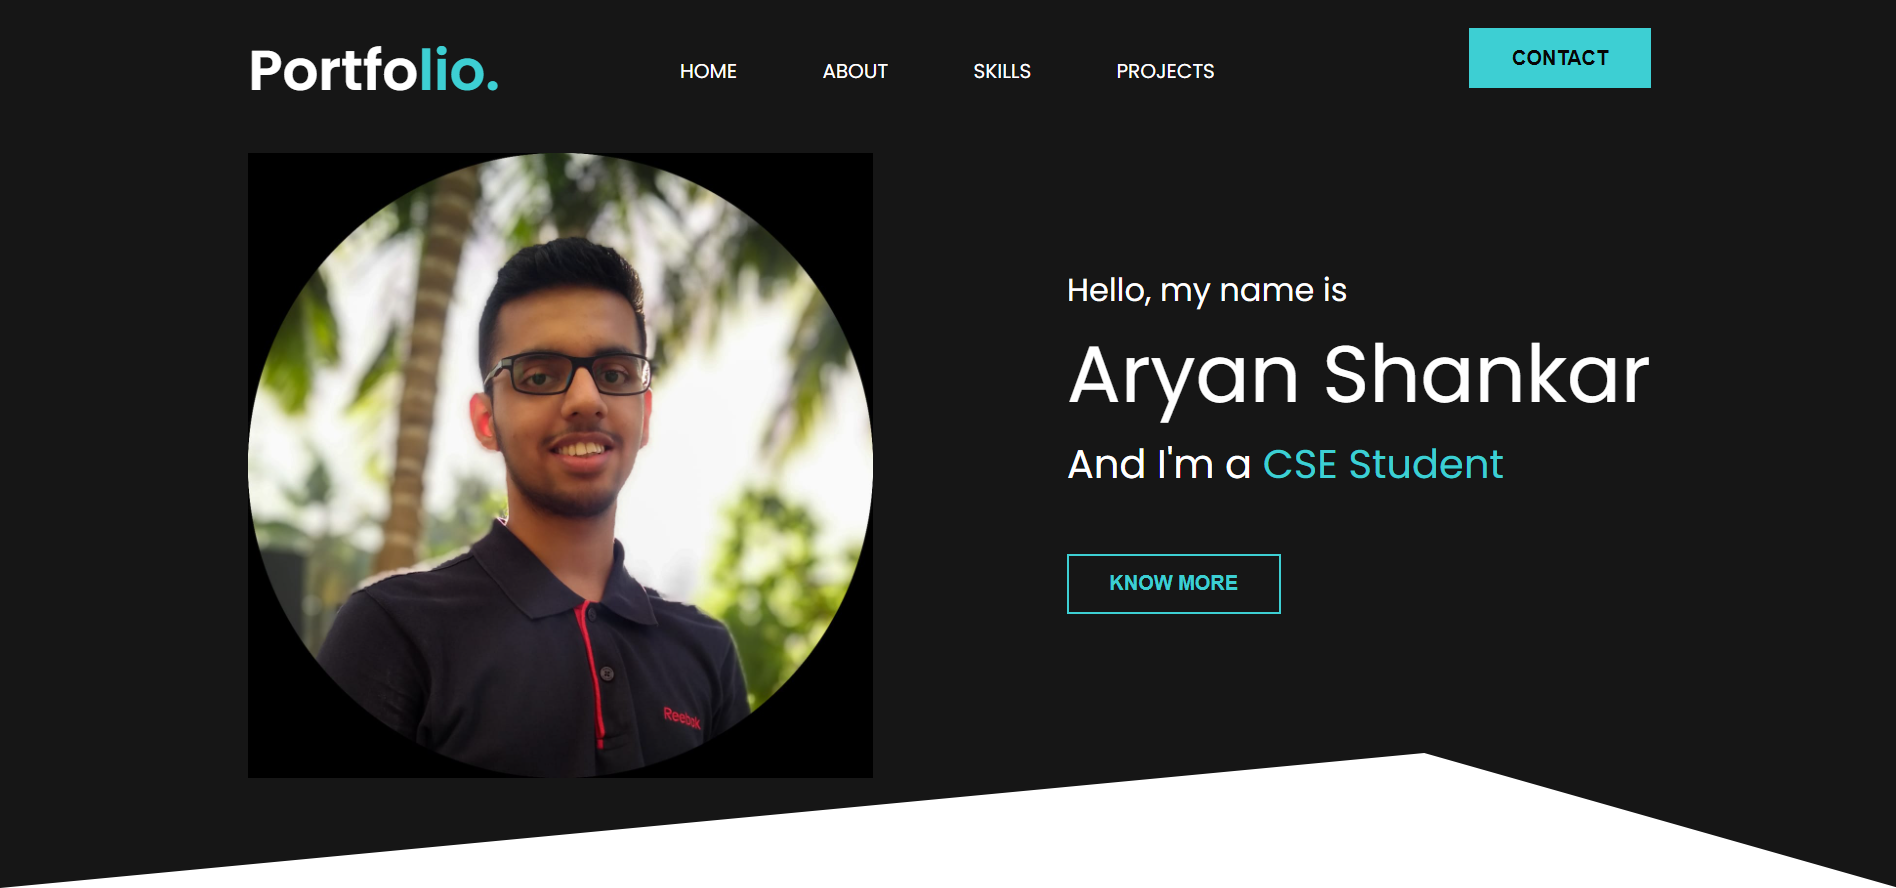 Portfolio.
HOME ABOUT SKILLS PROJECTS
CONTACT
Hello, my name is
Aryan Shankar
And I'm a CSE Student
KNOW MORE
Reebok